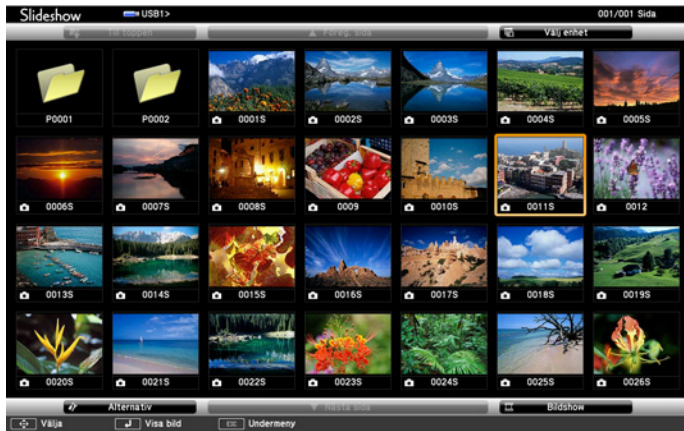 Slideshow USB1> 001/001 Sida
Till toppen Föreg. sida Välj enhet
P0001 P0002 0001S 0002S 0003S 0004S 0005S
0006S 0007S 0008S 0009 0010S 0011S 0012
0013S 0014S 0015S 0016S 0017S 0018S 0019S
0020S 0021S 0022S 0023S 0024S 0025S 0026S
Alternativ Nästa sida Bildshow
Välja Visa bild ESC Undermeny